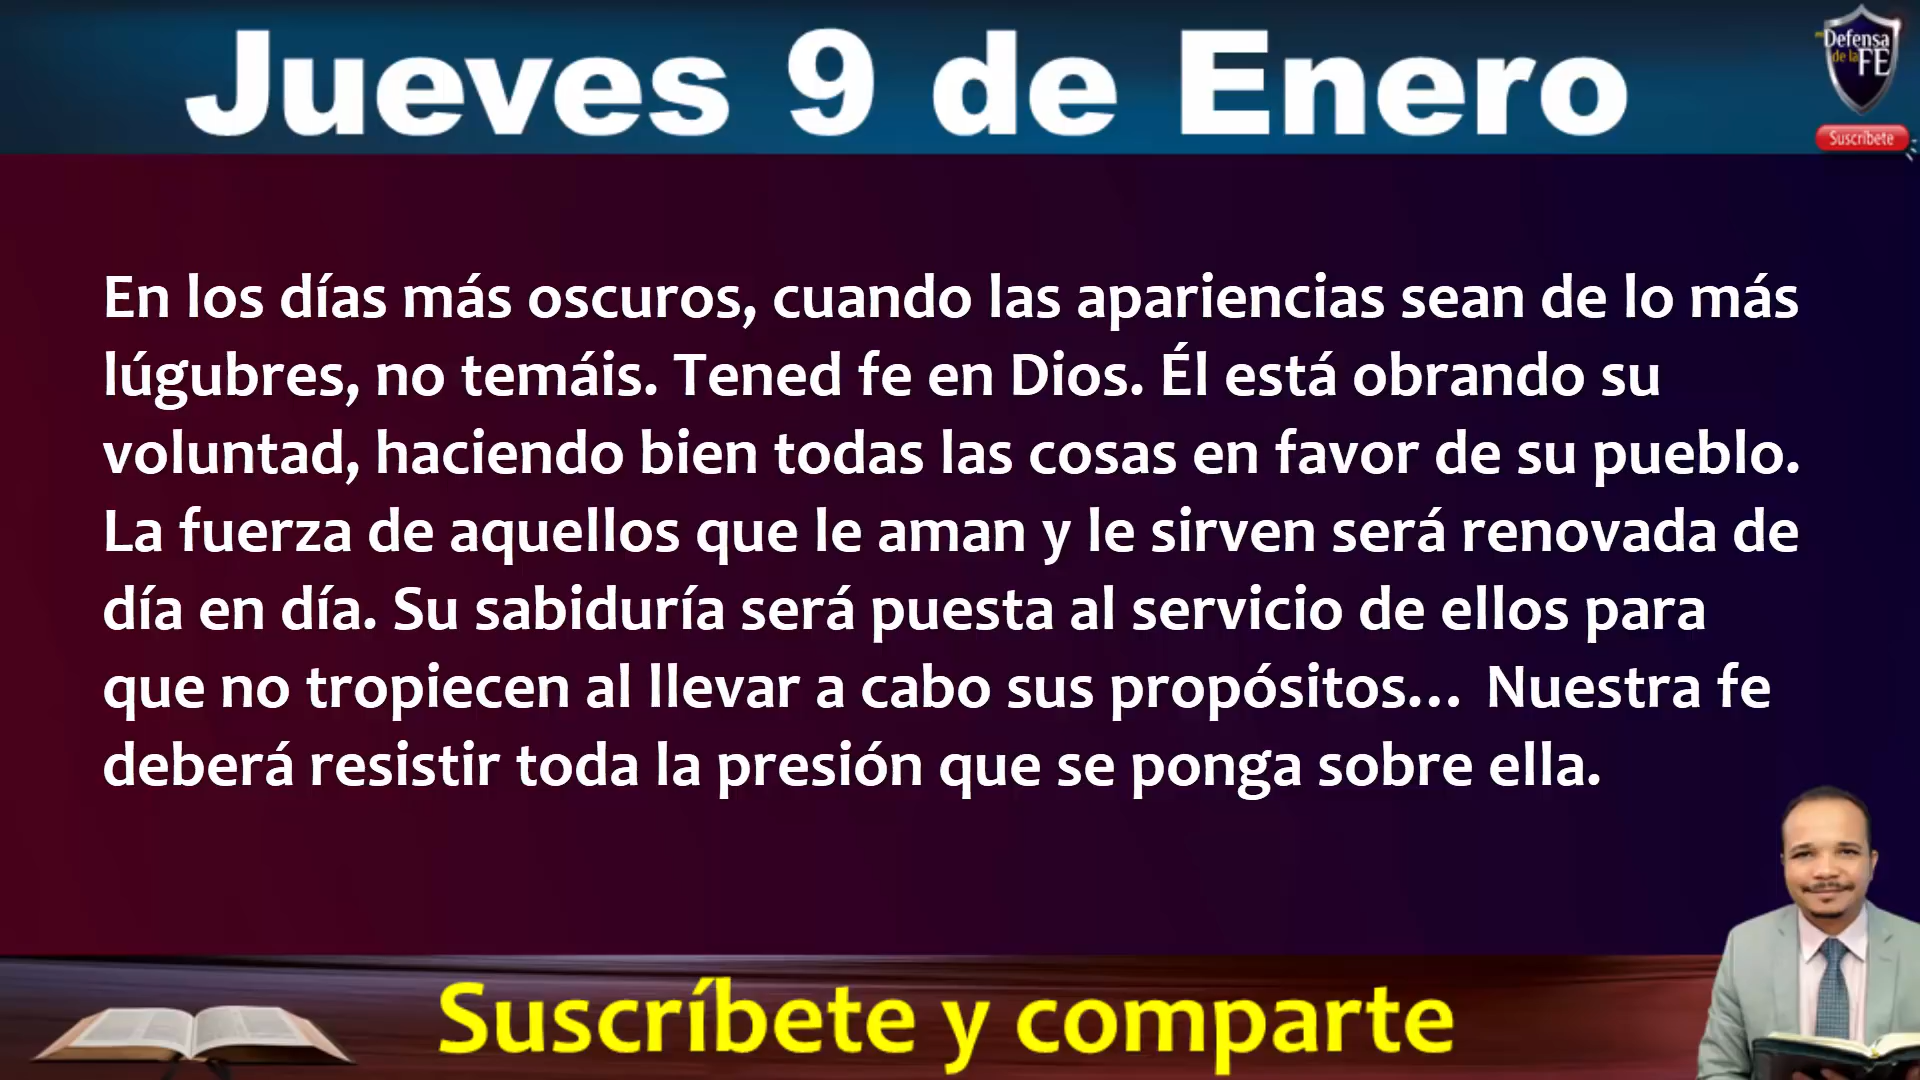 Jueves 9 de Enero
Defensa
de la FE
Suscríbete
En los días más oscuros, cuando las apariencias sean de lo más
lúgubres, no temáis. Tened fe en Dios. Él está obrando su
voluntad, haciendo bien todas las cosas en favor de su pueblo.
La fuerza de aquellos que le aman y le sirven será renovada de
día en día. Su sabiduría será puesta al servicio de ellos para
que no tropiecen al llevar a cabo sus propósitos… Nuestra fe
deberá resistir toda la presión que se ponga sobre ella.
Suscríbete y comparte